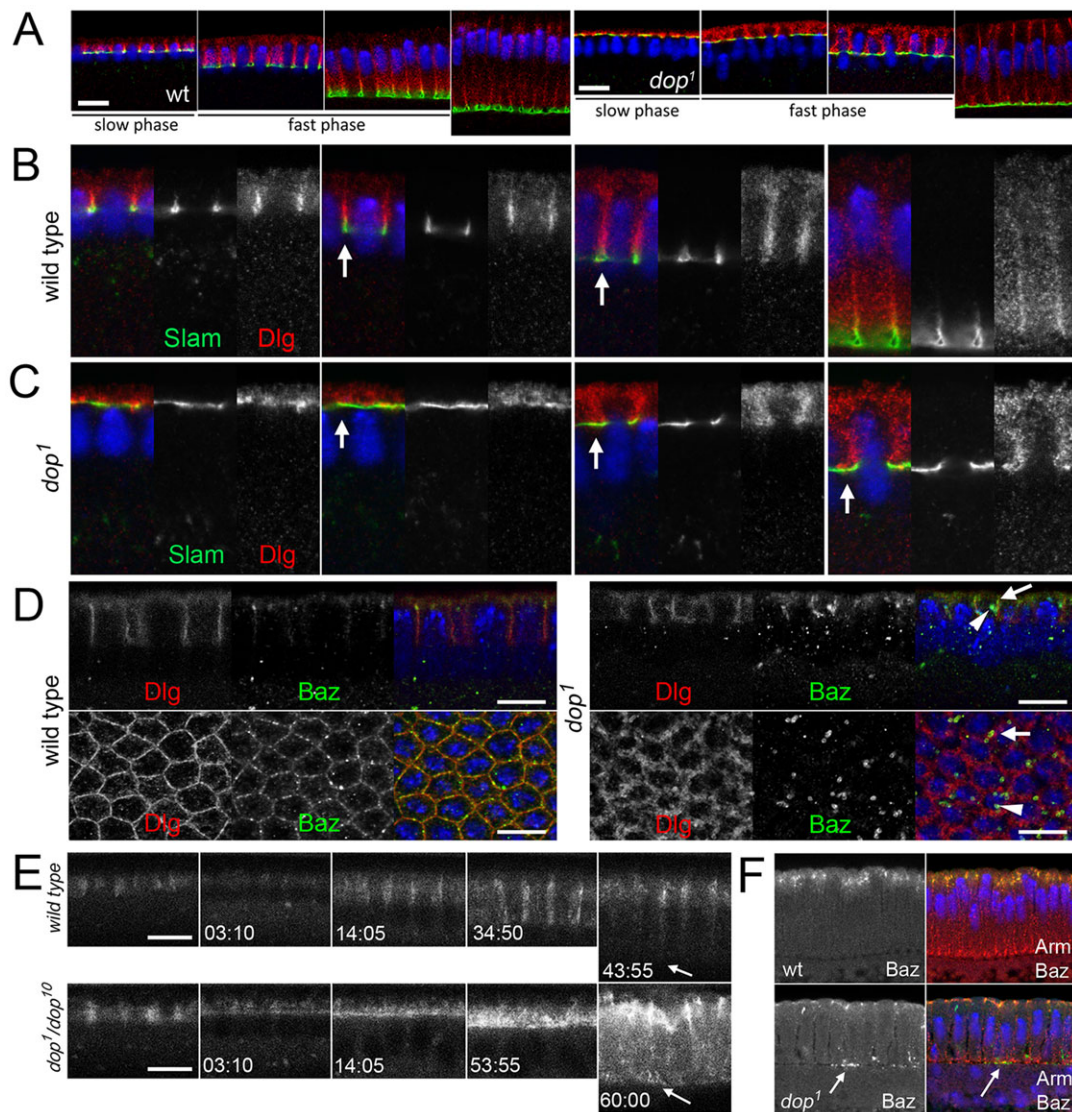 A
wt
slow phase
fast phase
dop¹
slow phase
fast phase
B
wild type
Slam
Dlg
C
dop¹
Slam
Dlg
D
wild type
Dlg
Baz
Dlg
Baz
dop¹
Dlg
Baz
Dlg
Baz
E
wild type
03:10
14:05
34:50
43:55
dop¹/dop¹⁰
03:10
14:05
53:55
60:00
F
wt
Baz
Arm
Baz
dop¹
Baz
Arm
Baz